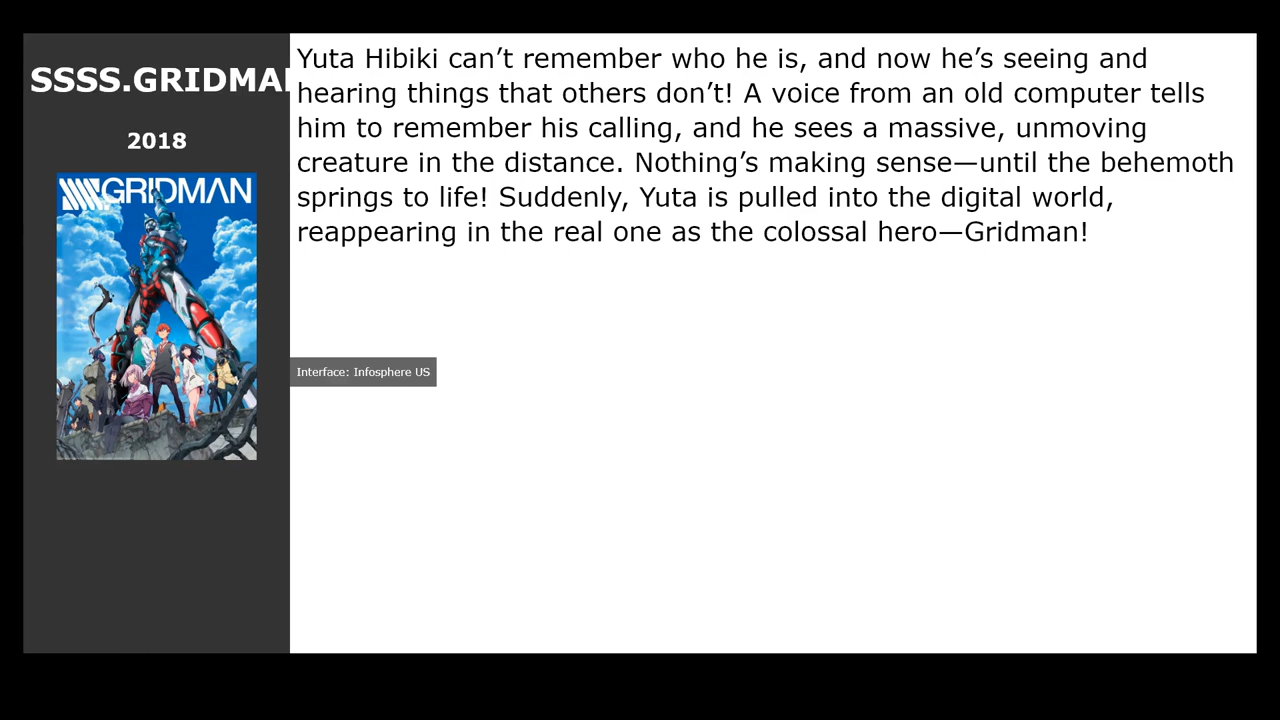 SSSS.GRIDMA
2018
GRIDMAN
Yuta Hibiki can’t remember who he is, and now he’s seeing and
hearing things that others don’t! A voice from an old computer tells
him to remember his calling, and he sees a massive, unmoving
creature in the distance. Nothing’s making sense—until the behemoth
springs to life! Suddenly, Yuta is pulled into the digital world,
reappearing in the real one as the colossal hero—Gridman!
Interface: Infosphere US